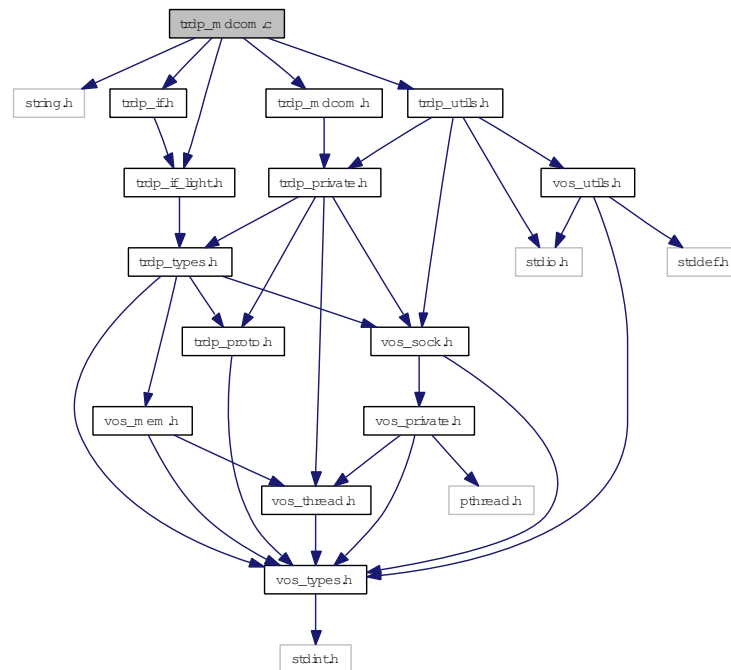 trdp_mdcom.c
string.h
trdp_if.h
trdp_mdcom.h
trdp_utils.h
trdp_if_light.h
trdp_private.h
vos_utils.h
trdp_types.h
stdio.h
stddef.h
trdp_proto.h
vos_sock.h
vos_mem.h
vos_private.h
vos_thread.h
pthread.h
vos_types.h
stdint.h